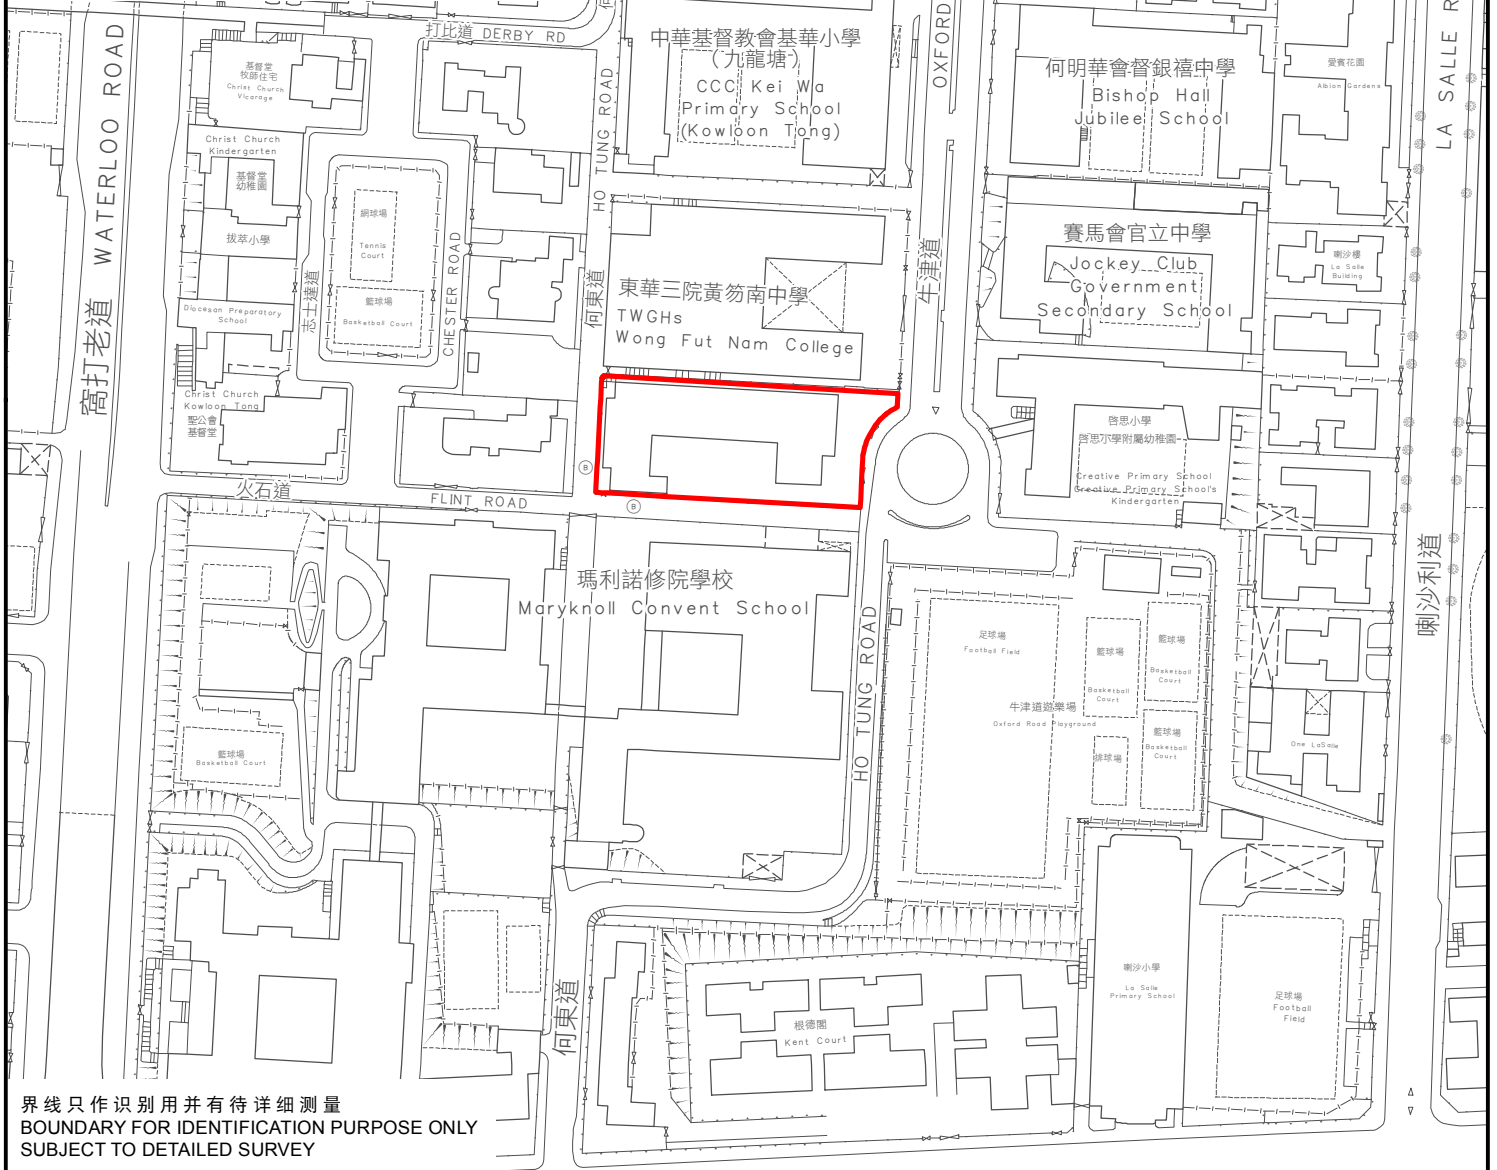 打比道 DERBY RD
WATERLOO ROAD
窩打老道
基督堂
牧師住宅
Christ Church
Vicarage
Christ Church
Kindergarten
基督堂
幼稚園
拔萃小學
Diocesan Preparatory
School
Christ Church
Kowloon Tong
聖公會
基督堂
志士達道
網球場
Tennis
Court
籃球場
Basketball Court
CHESTER ROAD
HO TUNG ROAD
何東道
中華基督教會基華小學
(九龍塘)
CCC Kei Wa
Primary School
(Kowloon Tong)
OXFORD
牛津道
何明華會督銀禧中學
Bishop Hall
Jubilee School
愛賓花園
Albion Gardens
LA SALLE R
東華三院黃笏南中學
TWGHs
Wong Fut Nam College
賽馬會官立中學
Jockey Club
Government
Secondary School
喇沙樓
La Salle
Building
啓思小學
啓思小學附屬幼稚園
Creative Primary School
Creative Primary School's
Kindergarten
火石道
FLINT ROAD
B
B
瑪利諾修院學校
Maryknoll Convent School
HO TUNG ROAD
足球場
Football Field
籃球場
Basketball
Court
籃球場
Basketball
Court
牛津道遊樂場
Oxford Road Playground
籃球場
Basketball
Court
排球場
One LaSalle
喇沙利道
籃球場
Basketball Court
何東道
根德閣
Kent Court
喇沙小學
La Salle
Primary School
足球場
Football
Field
界线只作识别用并有待详细测量
BOUNDARY FOR IDENTIFICATION PURPOSE ONLY
SUBJECT TO DETAILED SURVEY